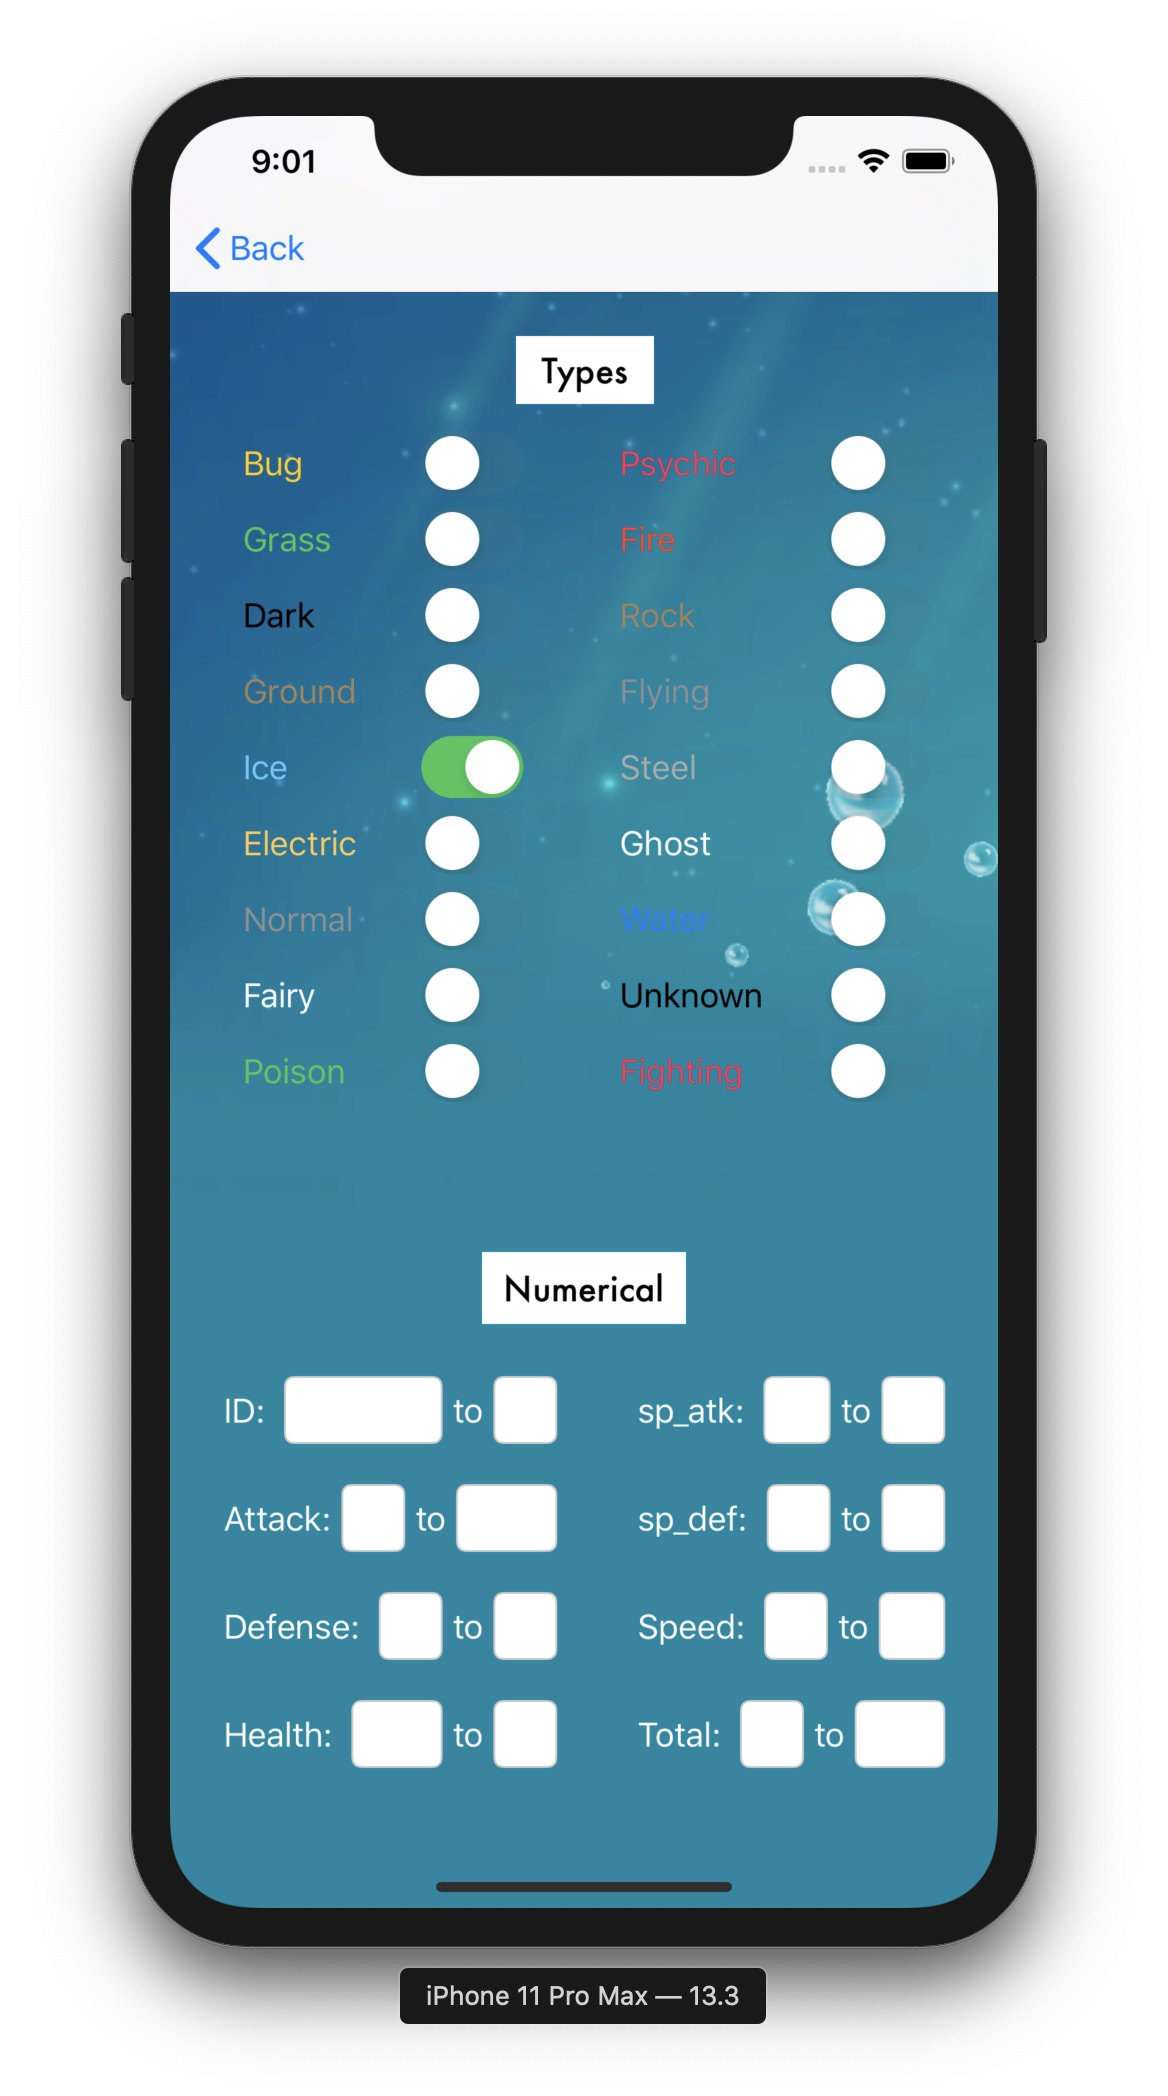 9:01
Back
Types
Bug
Psychic
Grass
Fire
Dark
Rock
Ground
Flying
Ice
Steel
Electric
Ghost
Normal
Water
Fairy
Unknown
Poison
Fighting
Numerical
ID: to
sp_atk: to
Attack: to
sp_def: to
Defense: to
Speed: to
Health: to
Total: to
iPhone 11 Pro Max — 13.3